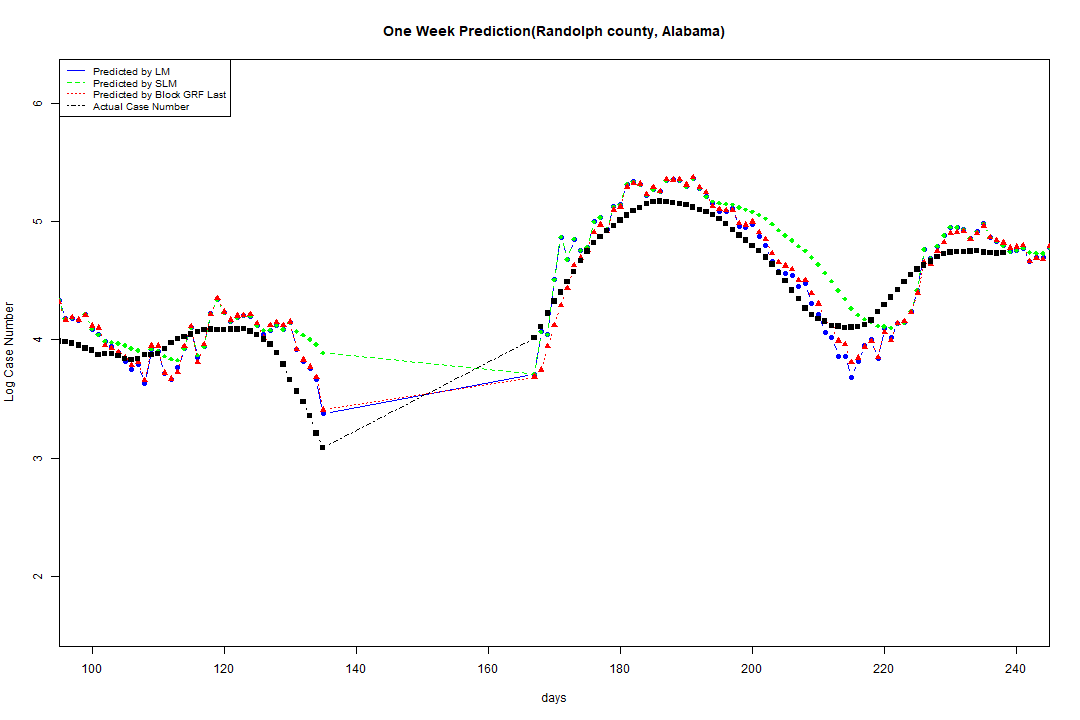 One Week Prediction(Randolph county, Alabama)
Predicted by LM
Predicted by SLM
Predicted by Block GRF Last
Actual Case Number
6
5
4
3
2
Log Case Number
100 120 140 160 180 200 220 240
days